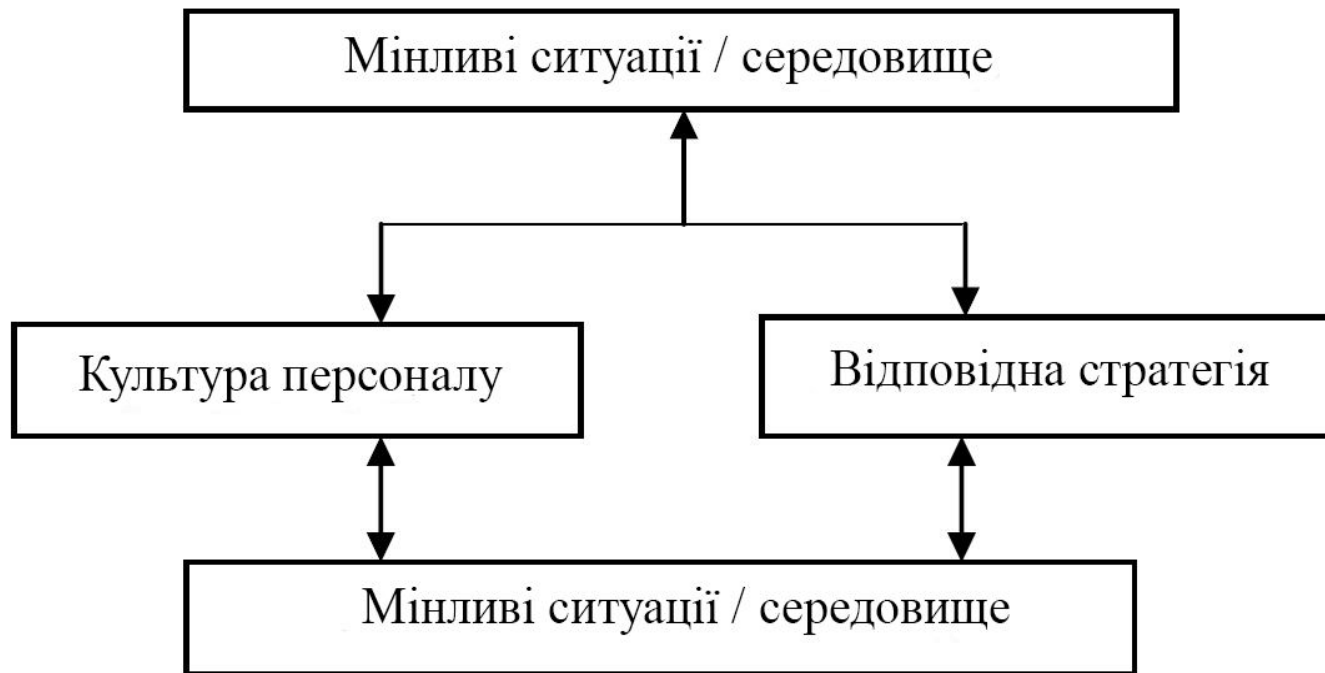 Мінливі ситуації / середовище
Культура персоналу
Відповідна стратегія
Мінливі ситуації / середовище